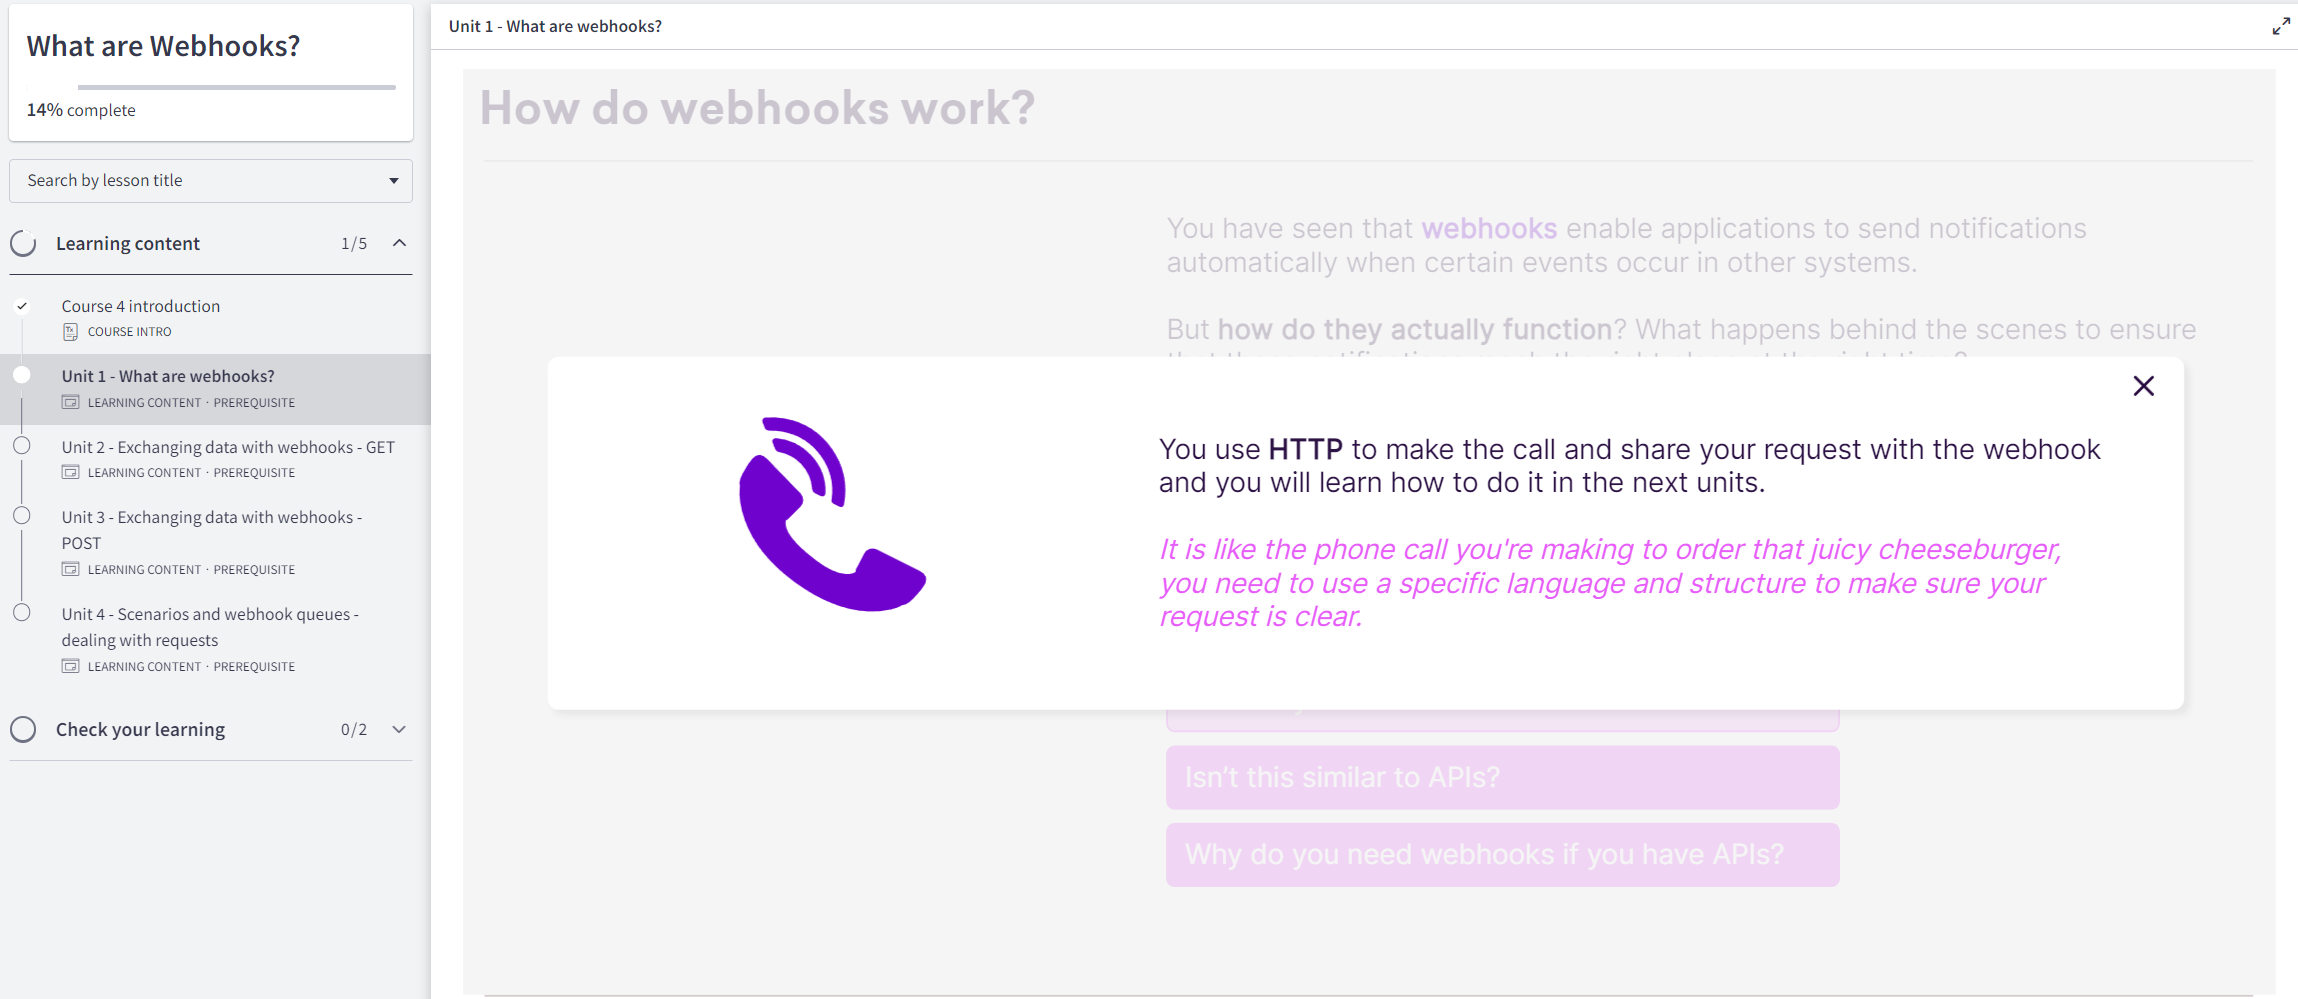 What are Webhooks?
14% complete
Search by lesson title
Learning content 1/5
Course 4 introduction
COURSE INTRO
Unit 1 - What are webhooks?
LEARNING CONTENT · PREREQUISITE
Unit 2 - Exchanging data with webhooks - GET
LEARNING CONTENT · PREREQUISITE
Unit 3 - Exchanging data with webhooks -
POST
LEARNING CONTENT · PREREQUISITE
Unit 4 - Scenarios and webhook queues -
dealing with requests
LEARNING CONTENT · PREREQUISITE
Check your learning 0/2
Unit 1 - What are webhooks?
How do webhooks work?
You have seen that webhooks enable applications to send notifications
automatically when certain events occur in other systems.
But how do they actually function? What happens behind the scenes to ensure
You use HTTP to make the call and share your request with the webhook
and you will learn how to do it in the next units.
It is like the phone call you're making to order that juicy cheeseburger,
you need to use a specific language and structure to make sure your
request is clear.
Isn't this similar to APIs?
Why do you need webhooks if you have APIs?